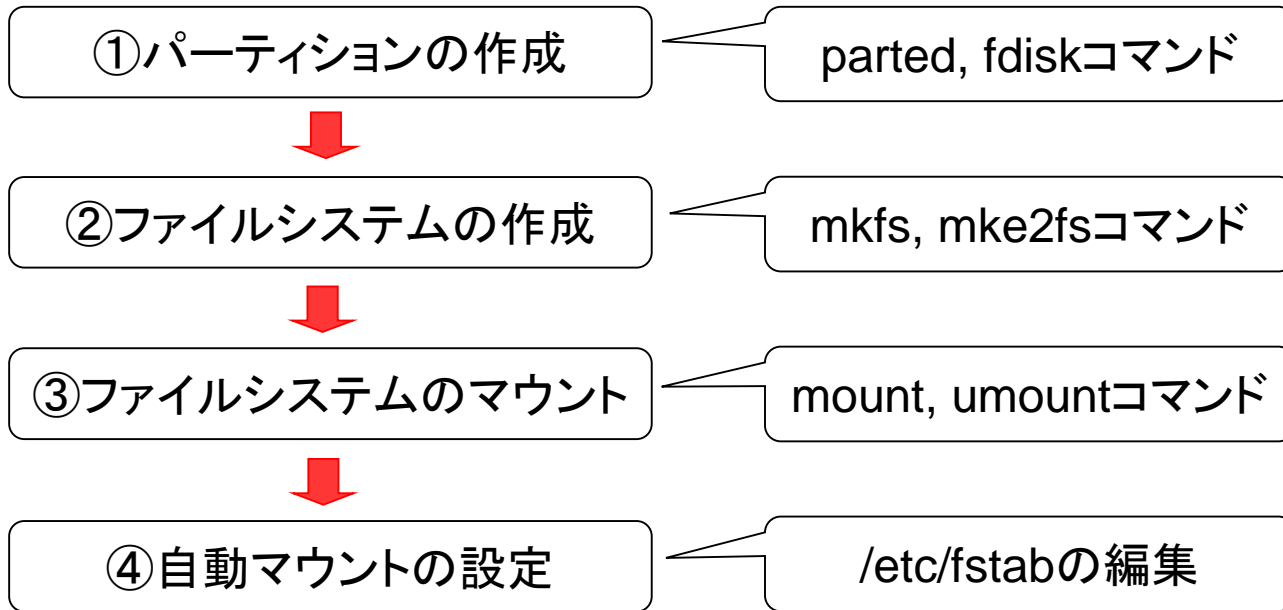 ①パーティションの作成
parted, fdiskコマンド
②ファイルシステムの作成
mkfs, mke2fsコマンド
③ファイルシステムのマウント
mount, umountコマンド
④自動マウントの設定
/etc/fstabの編集